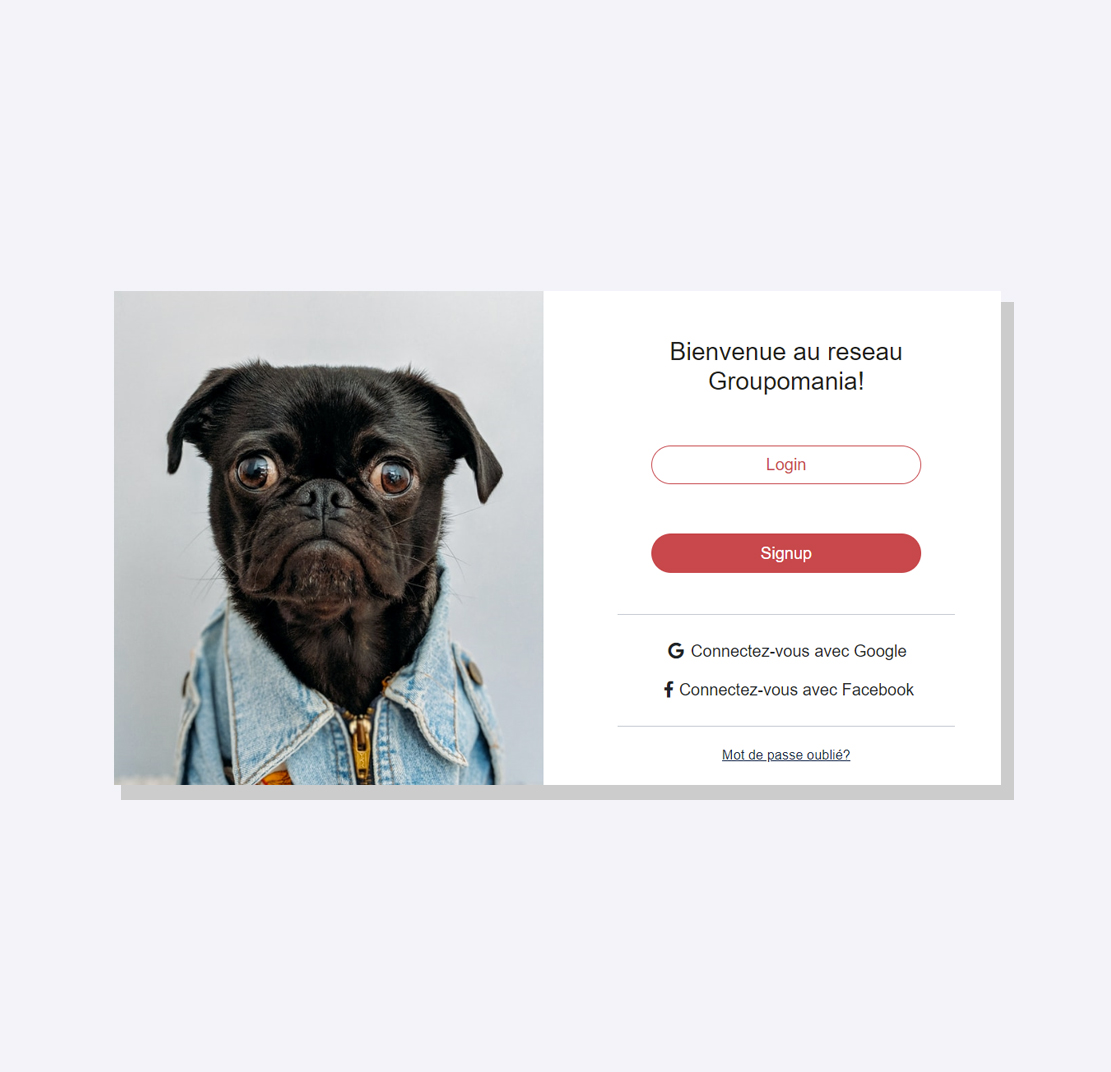 Bienvenue au reseau
Groupomania!
Login
Signup
Connectez-vous avec Google
Connectez-vous avec Facebook
Mot de passe oublié?